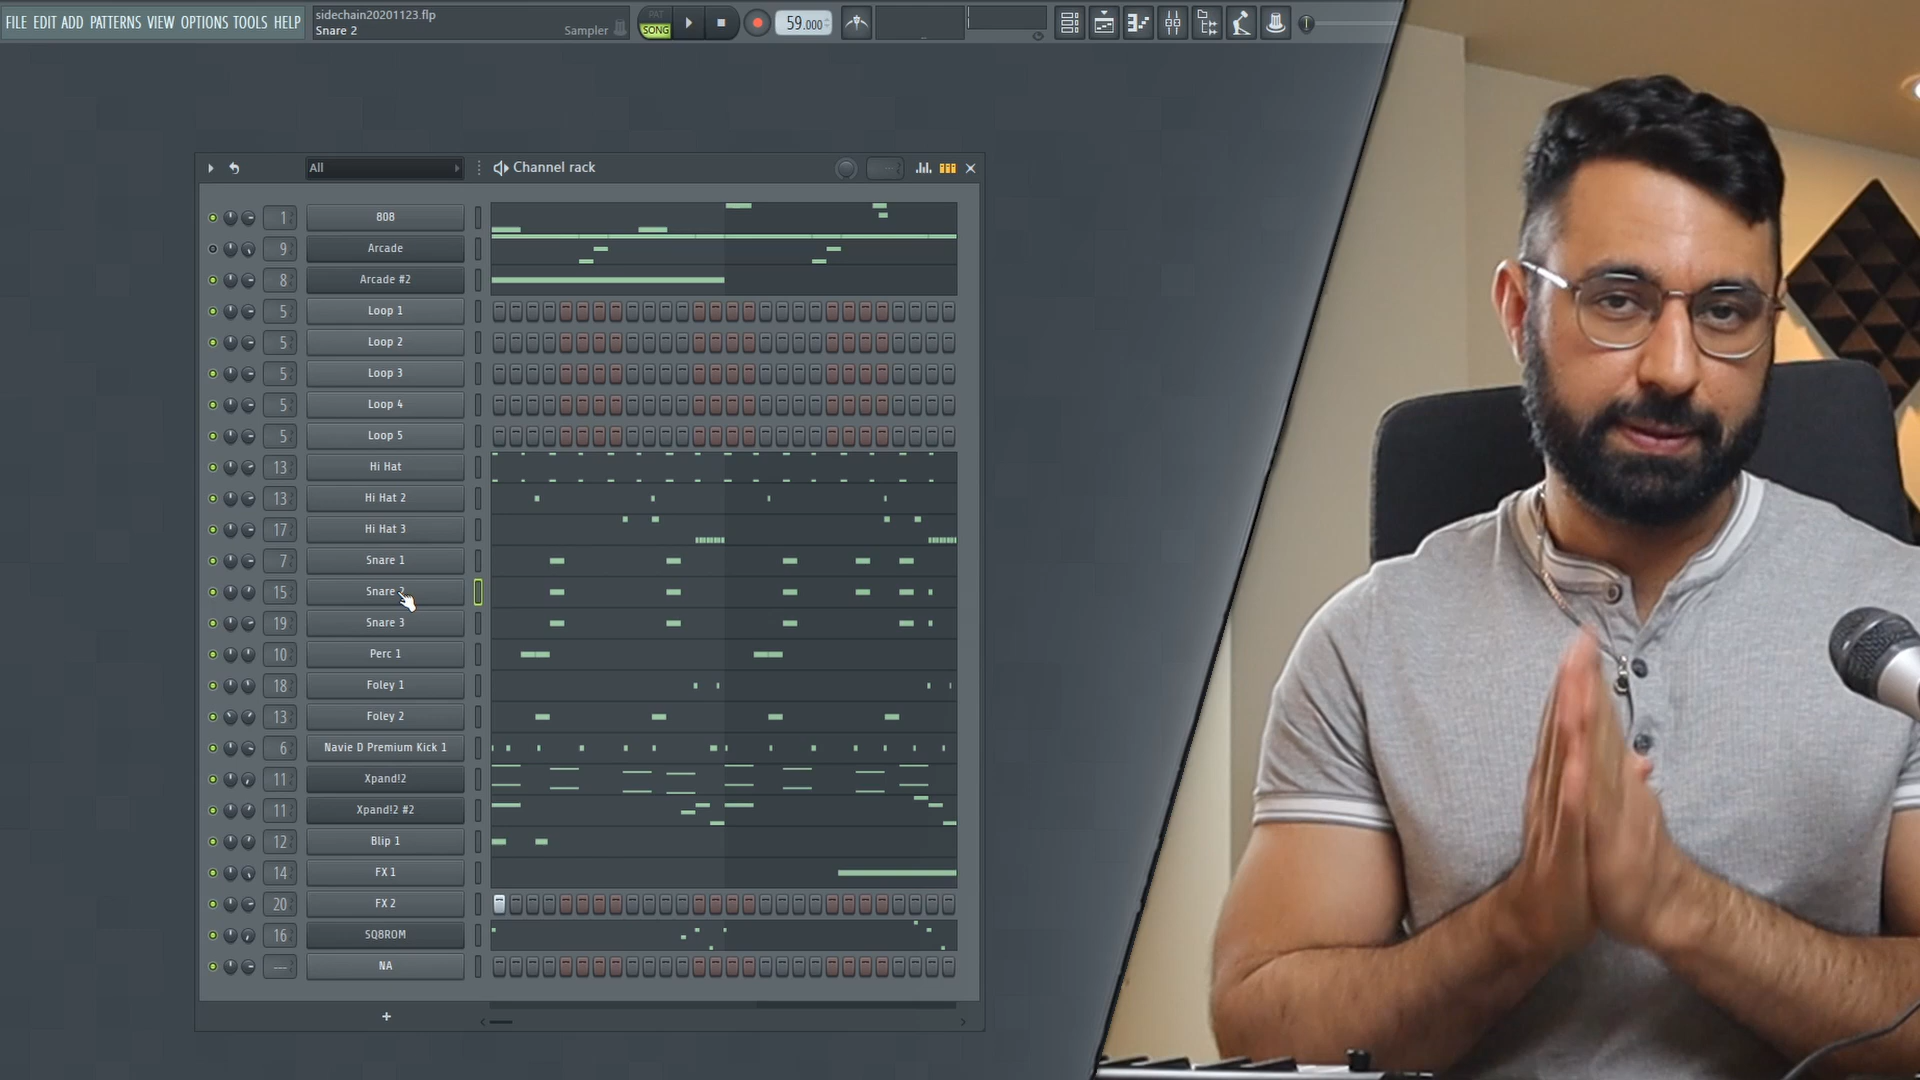 FILE EDIT ADD PATTERNS VIEW OPTIONS TOOLS HELP
sidechain20201123.flp
Snare 2
Sampler
PAT
SONG
59.000
All
Channel rack
1 808
9 Arcade
8 Arcade #2
5 Loop 1
5 Loop 2
5 Loop 3
5 Loop 4
5 Loop 5
13 Hi Hat
13 Hi Hat 2
17 Hi Hat 3
7 Snare 1
15 Snare 2
19 Snare 3
10 Perc 1
18 Foley 1
13 Foley 2
6 Navie D Premium Kick 1
11 Xpand!2
11 Xpand!2 #2
12 Blip 1
14 FX 1
20 FX 2
16 SQ8ROM
--- NA
+